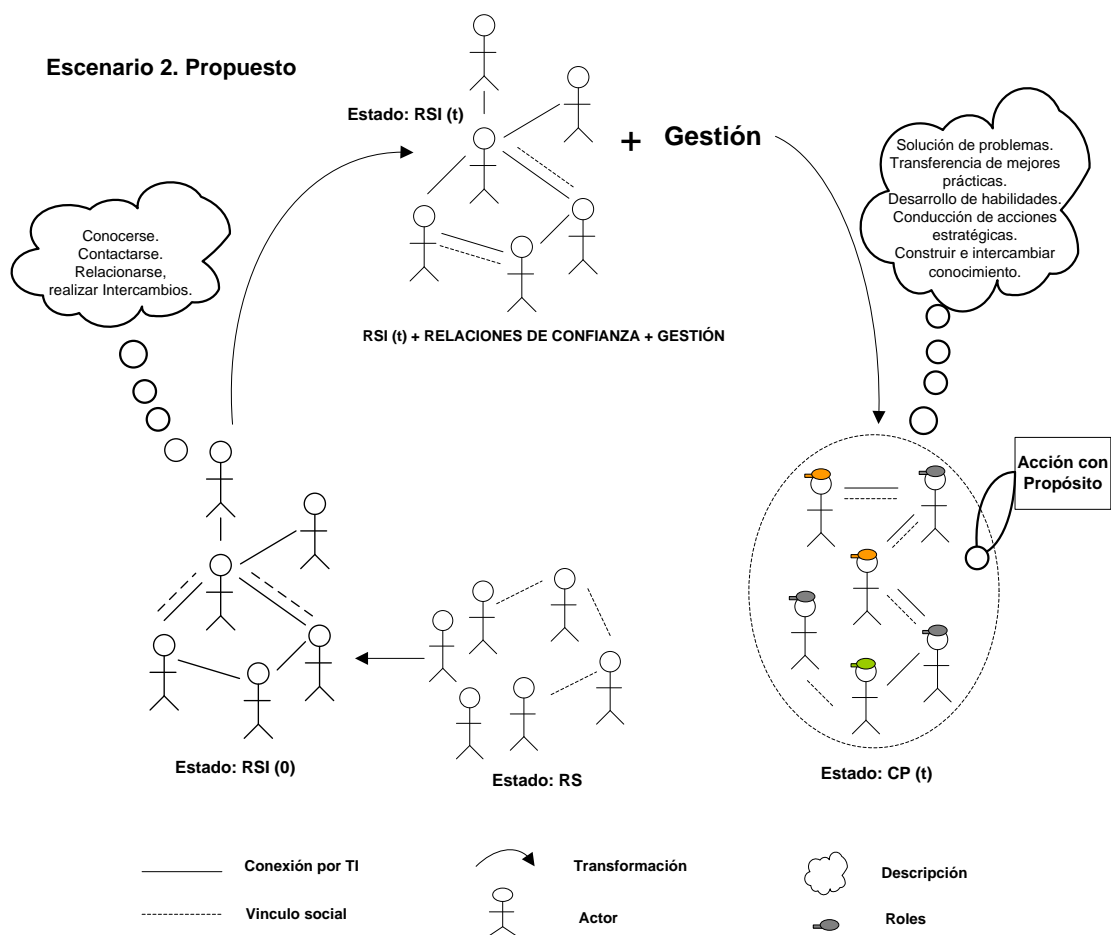 Escenario 2. Propuesto
Estado: RSI (t)
+ Gestión
Solución de problemas.
Transferencia de mejores
prácticas.
Desarrollo de habilidades.
Conducción de acciones
estratégicas.
Construir e intercambiar
conocimiento.
Conocerse.
Contactarse.
Relacionarse,
realizar Intercambios.
RSI (t) + RELACIONES DE CONFIANZA + GESTIÓN
Acción con
Propósito
Estado: RSI (0)
Estado: RS
Estado: CP (t)
Conexión por TI
Transformación
Descripción
Vinculo social
Actor
Roles